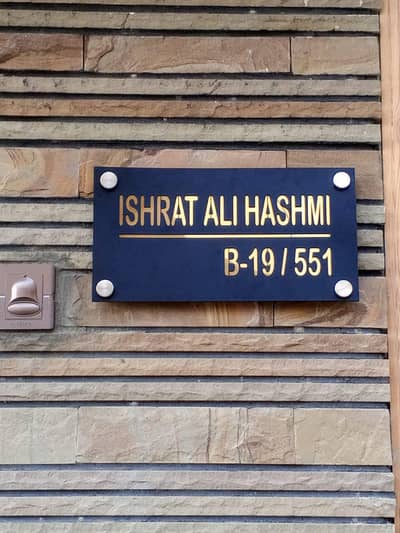 ISHRAT ALI HASHMI
B-19 / 551